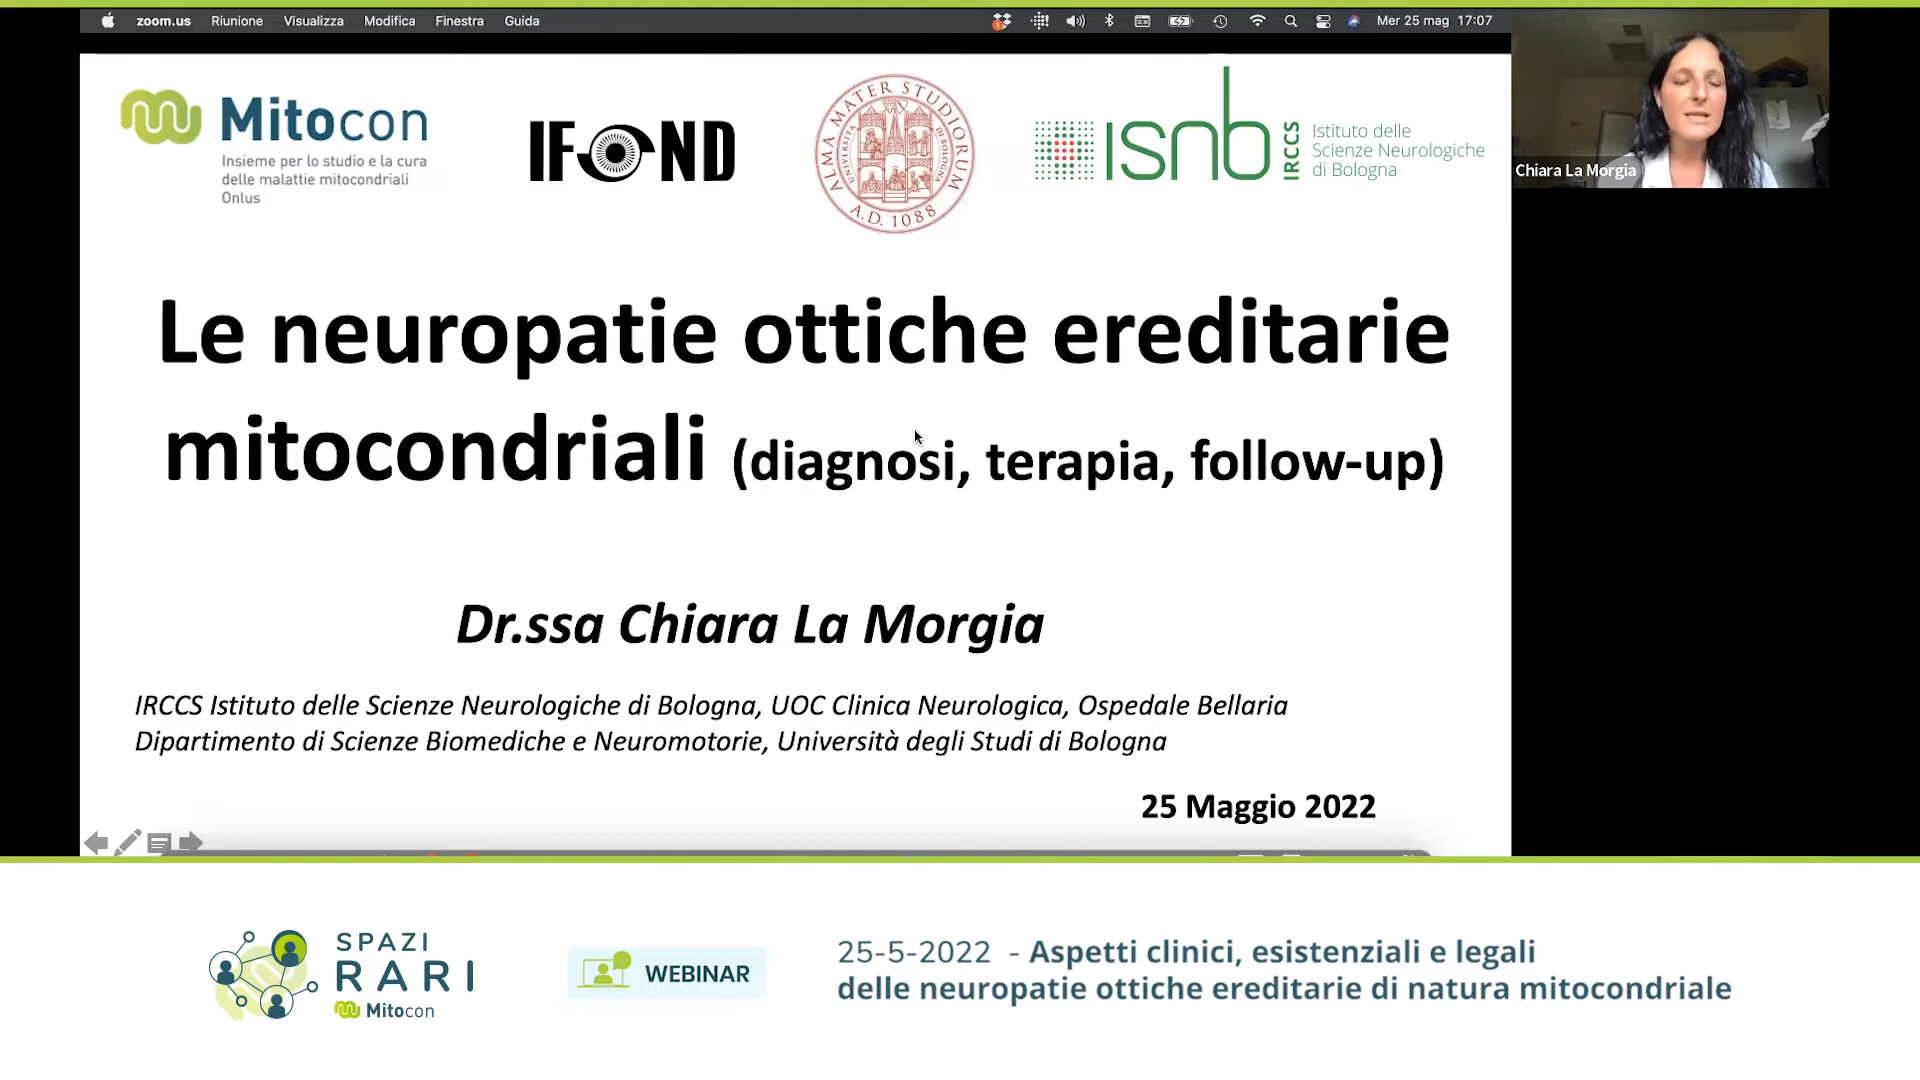 zoom.us Riunione Visualizza Modifica Finestra Guida
1
Mer 25 mag 17:07
Mitocon
Insieme per lo studio e la cura
delle malattie mitocondriali
Onlus
IFOND
ALMA MATER STUDIORUM
UNIVERSITÀ DI BOLOGNA
A.D. 1088
isnb
IRCCS
Istituto delle
Scienze Neurologiche
di Bologna
Chiara La Morgia
Le neuropatie ottiche ereditarie
mitocondriali (diagnosi, terapia, follow-up)
Dr.ssa Chiara La Morgia
IRCCS Istituto delle Scienze Neurologiche di Bologna, UOC Clinica Neurologica, Ospedale Bellaria
Dipartimento di Scienze Biomediche e Neuromotorie, Università degli Studi di Bologna
25 Maggio 2022
SPAZI
RARI
Mitocon
WEBINAR
25-5-2022 - Aspetti clinici, esistenziali e legali
delle neuropatie ottiche ereditarie di natura mitocondriale